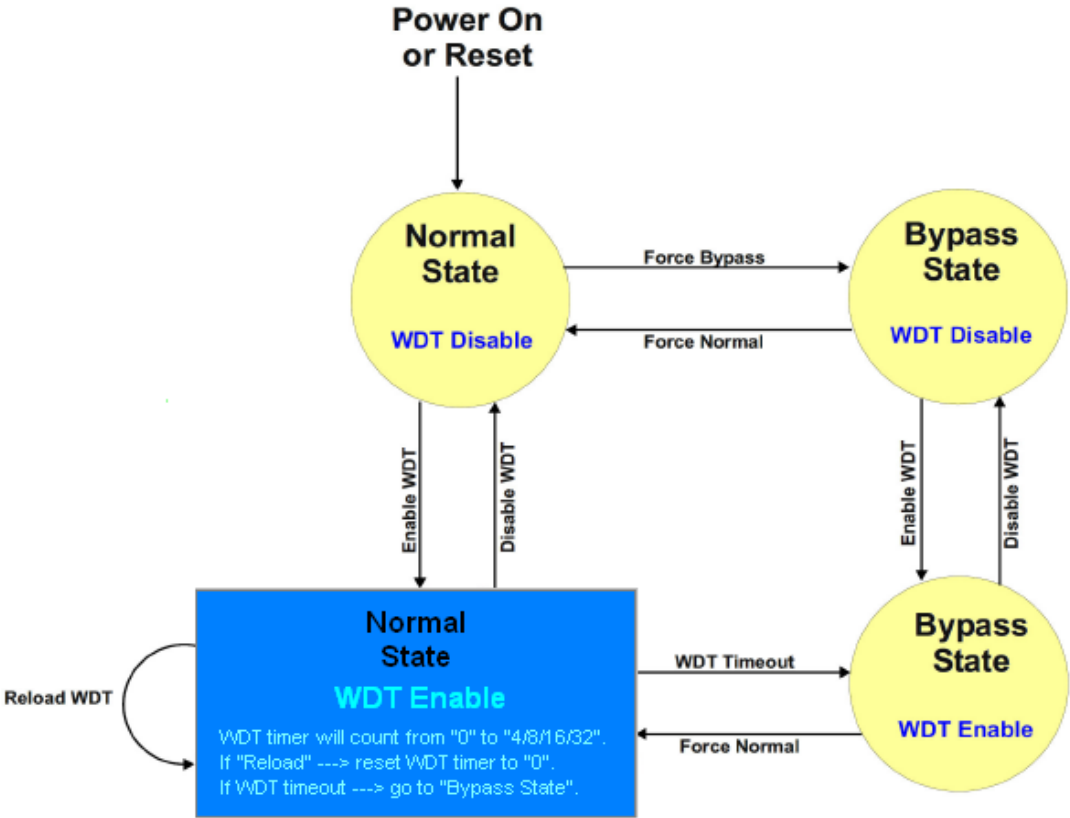 Power On
or Reset
Normal
State
WDT Disable
Force Bypass
Force Normal
Bypass
State
WDT Disable
Enable WDT
Disable WDT
Enable WDT
Disable WDT
Reload WDT
Normal
State
WDT Enable
WDT timer will count from "0" to "4/8/16/32".
If "Reload" ---> reset WDT timer to "0".
If WDT timeout ---> go to "Bypass State".
WDT Timeout
Force Normal
Bypass
State
WDT Enable